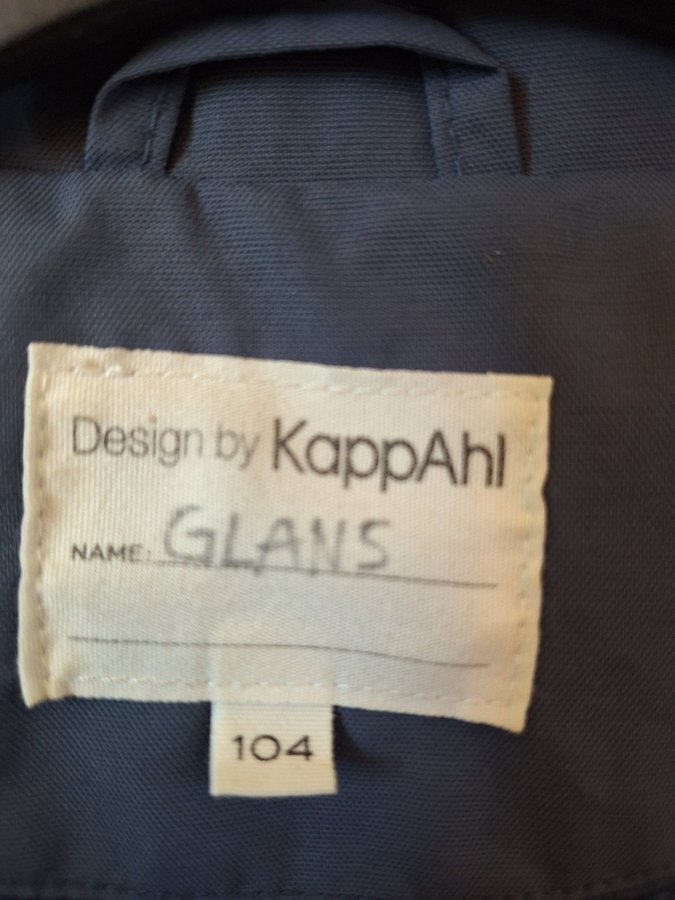 Design by KappAhl
NAME: GLANS
104